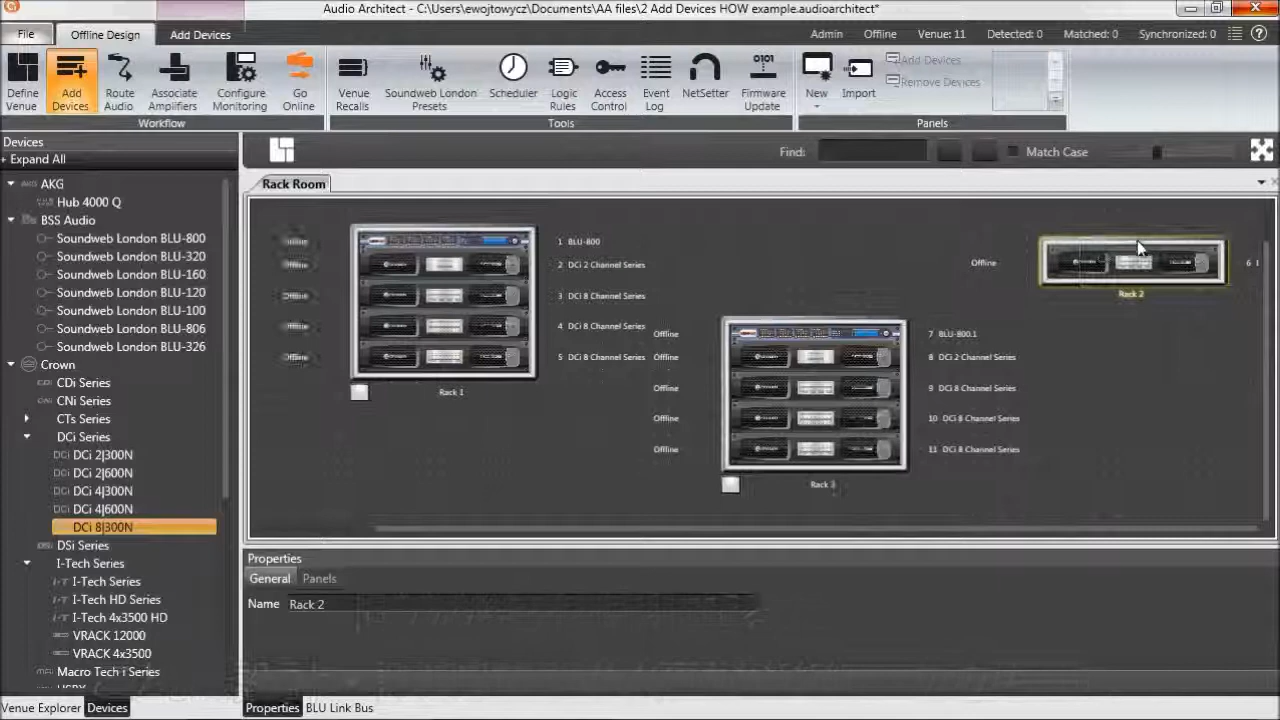 Audio Architect - C:\Users\ewojtowycz\Documents\AA files\2 Add Devices HOW example.audioarchitect*
File
Offline Design
Add Devices
Admin
Offline
Venue: 11
Detected: 0
Matched: 0
Synchronized: 0
Define Venue
Add Devices
Route Audio
Associate Amplifiers
Configure Monitoring
Go Online
Venue Recalls
Soundweb London Presets
Scheduler
Logic Rules
Access Control
Event Log
NetSetter
Firmware Update
New
Import
Add Devices
Remove Devices
Workflow
Tools
Panels
Devices
+ Expand All
AKG
Hub 4000 Q
BSS Audio
Soundweb London BLU-800
Soundweb London BLU-320
Soundweb London BLU-160
Soundweb London BLU-120
Soundweb London BLU-100
Soundweb London BLU-806
Soundweb London BLU-326
Crown
CDi Series
CNi Series
CTs Series
DCi Series
DCi 2|300N
DCi 2|600N
DCi 4|300N
DCi 4|600N
DCi 8|300N
DSi Series
I-Tech Series
I-Tech Series
I-Tech HD Series
I-Tech 4x3500 HD
VRACK 12000
VRACK 4x3500
Macro Tech i Series
Venue Explorer
Devices
Find:
Match Case
Rack Room
Offline
1 BLU-800
Offline
2 DCi 2 Channel Series
Offline
3 DCi 8 Channel Series
Offline
4 DCi 8 Channel Series
Offline
5 DCi 8 Channel Series
Rack 1
Offline
6
Rack 2
Offline
7 BLU-800.1
Offline
8 DCi 2 Channel Series
Offline
9 DCi 8 Channel Series
Offline
10 DCi 8 Channel Series
Offline
11 DCi 8 Channel Series
Rack 3
Properties
General
Panels
Name
Rack 2
Properties
BLU Link Bus